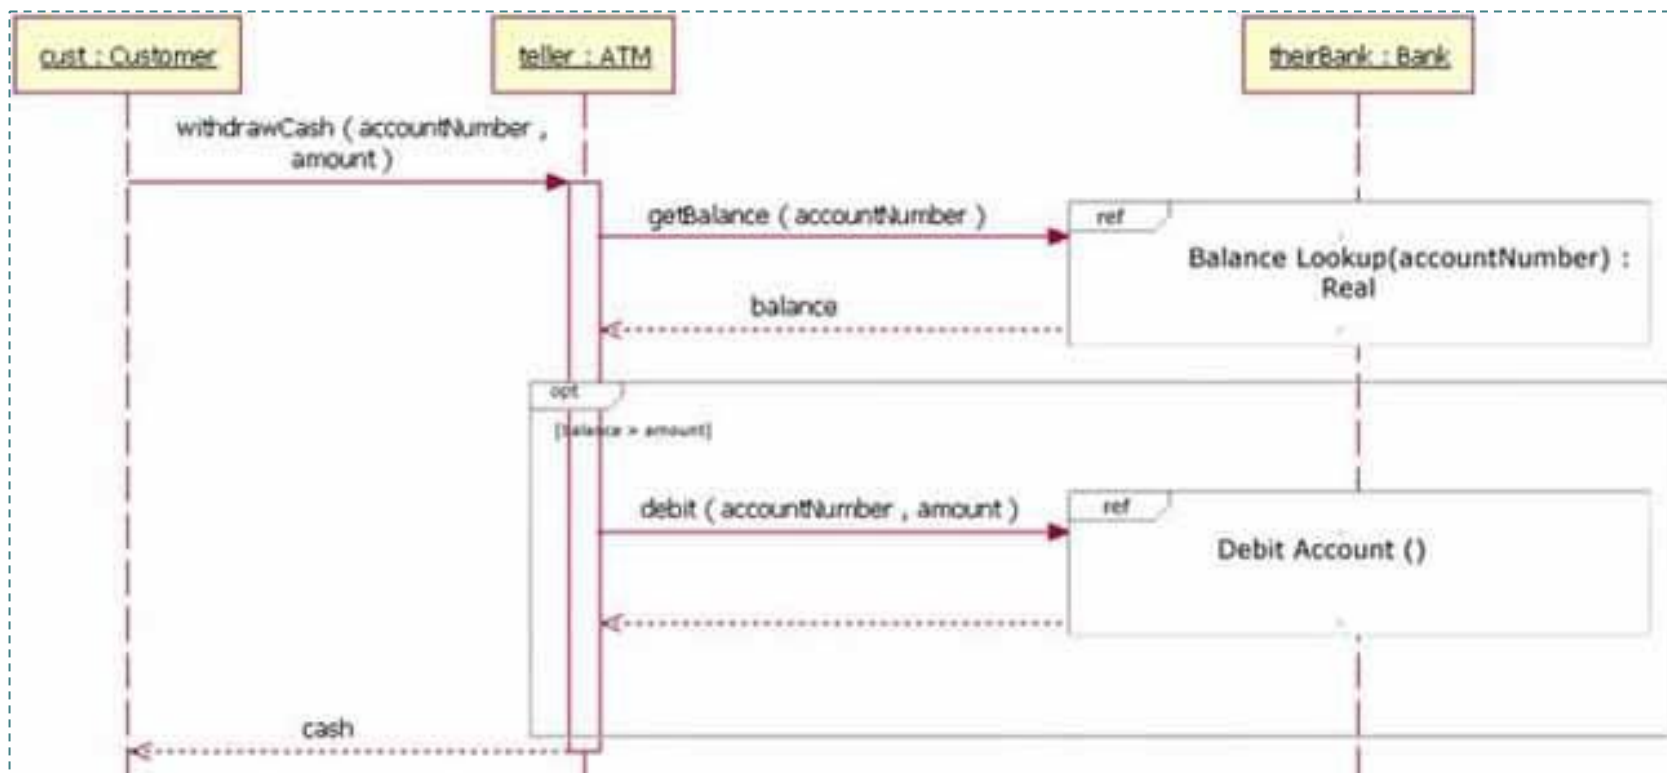 cust : Customer
teller : ATM
theirBank : Bank
withdrawCash ( accountNumber ,
amount )
getBalance ( accountNumber )
ref
Balance Lookup(accountNumber) :
Real
balance
opt
[balance > amount]
debit ( accountNumber , amount )
ref
Debit Account ()
cash